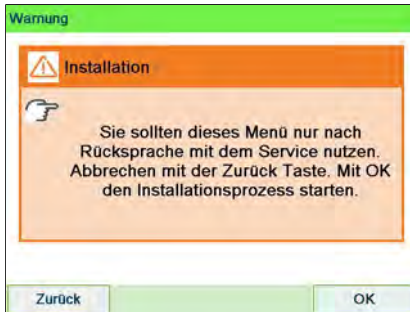 Warnung
Installation
Sie sollten dieses Menü nur nach
Rücksprache mit dem Service nutzen.
Abbrechen mit der Zurück Taste. Mit OK
den Installationsprozess starten.
Zurück
OK